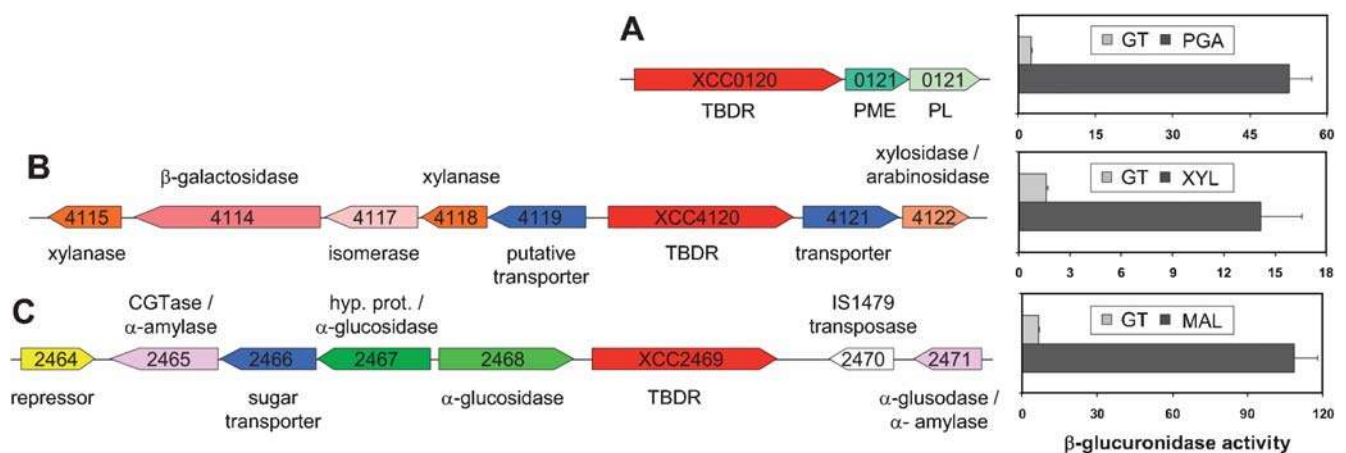 A
XCC0120 0121 0121
TBDR PME PL
GT PGA
0 15 30 45 60
B
β-galactosidase xylanase xylosidase /
arabinosidase
4115 4114 4117 4118 4119 XCC4120 4121 4122
xylanase isomerase putative
transporter TBDR transporter
GT XYL
0 3 6 9 12 15 18
C
CGTase /
α-amylase
hyp. prot. /
α-glucosidase
IS1479
transposase
2464 2465 2466 2467 2468 XCC2469 2470 2471
repressor sugar
transporter α-glucosidase TBDR α-glusodase /
α- amylase
GT MAL
0 30 60 90 120
β-glucuronidase activity